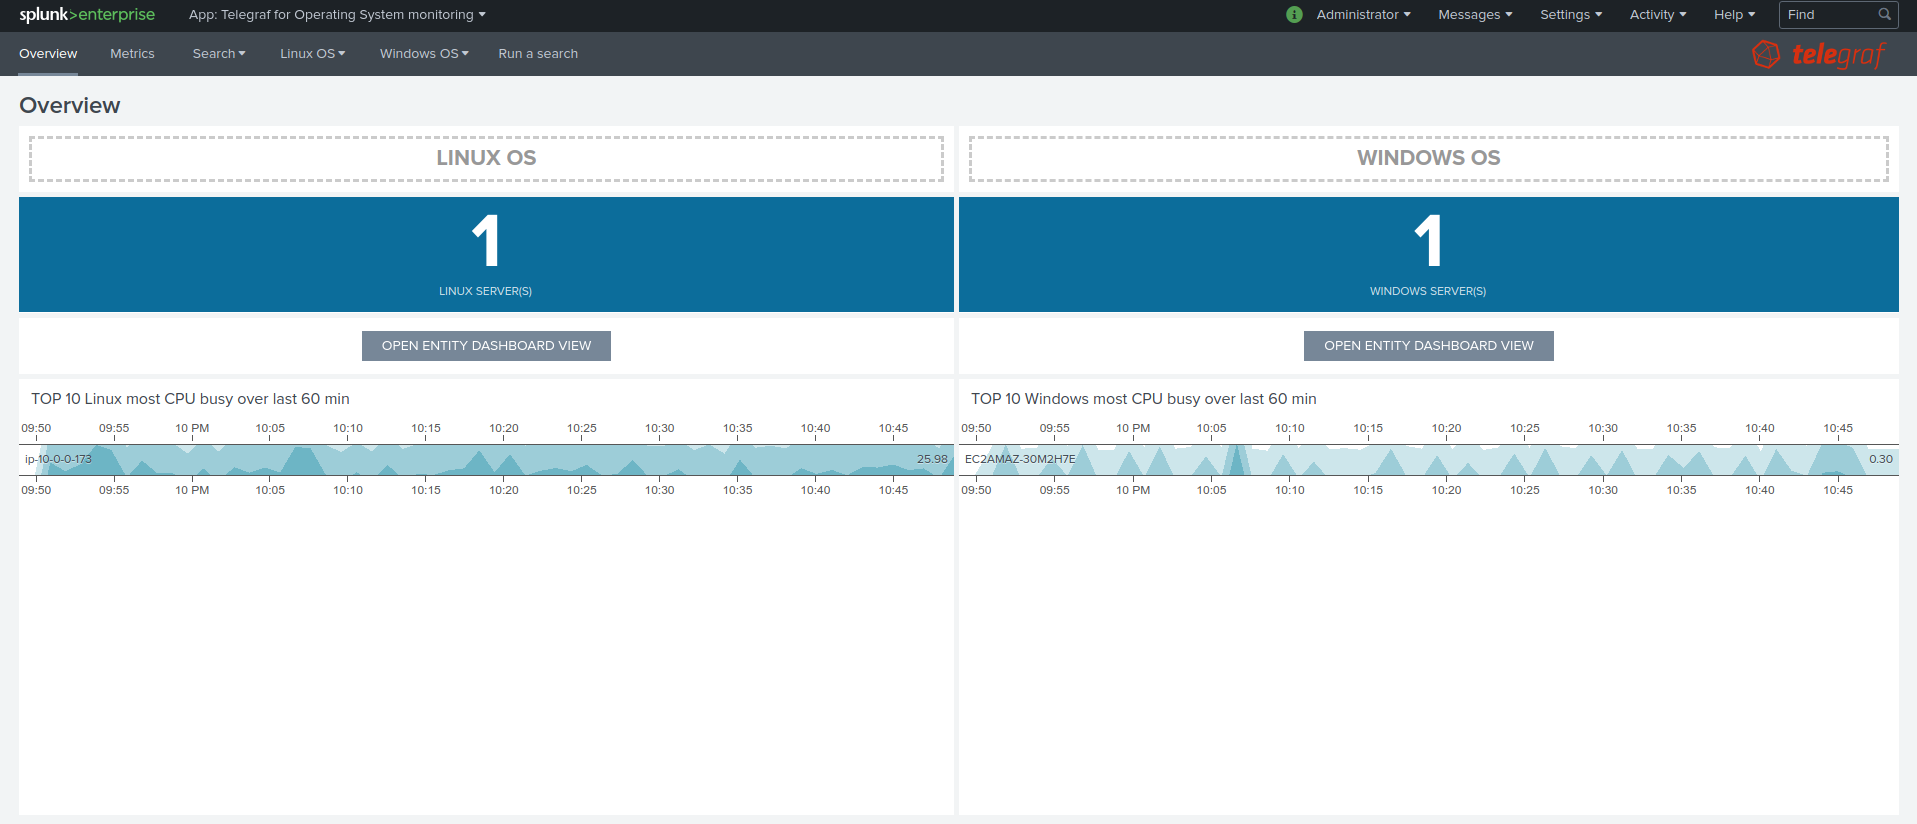 splunk>enterprise App: Telegraf for Operating System monitoring i Administrator Messages Settings Activity Help Find
Overview Metrics Search Linux OS Windows OS Run a search telegraf
Overview
LINUX OS
WINDOWS OS
1
LINUX SERVER(S)
1
WINDOWS SERVER(S)
OPEN ENTITY DASHBOARD VIEW
OPEN ENTITY DASHBOARD VIEW
TOP 10 Linux most CPU busy over last 60 min
09:50 09:55 10 PM 10:05 10:10 10:15 10:20 10:25 10:30 10:35 10:40 10:45
ip-10-0-0-173 25.98
09:50 09:55 10 PM 10:05 10:10 10:15 10:20 10:25 10:30 10:35 10:40 10:45
TOP 10 Windows most CPU busy over last 60 min
09:50 09:55 10 PM 10:05 10:10 10:15 10:20 10:25 10:30 10:35 10:40 10:45
EC2AMAZ-30M2H7E 0.30
09:50 09:55 10 PM 10:05 10:10 10:15 10:20 10:25 10:30 10:35 10:40 10:45